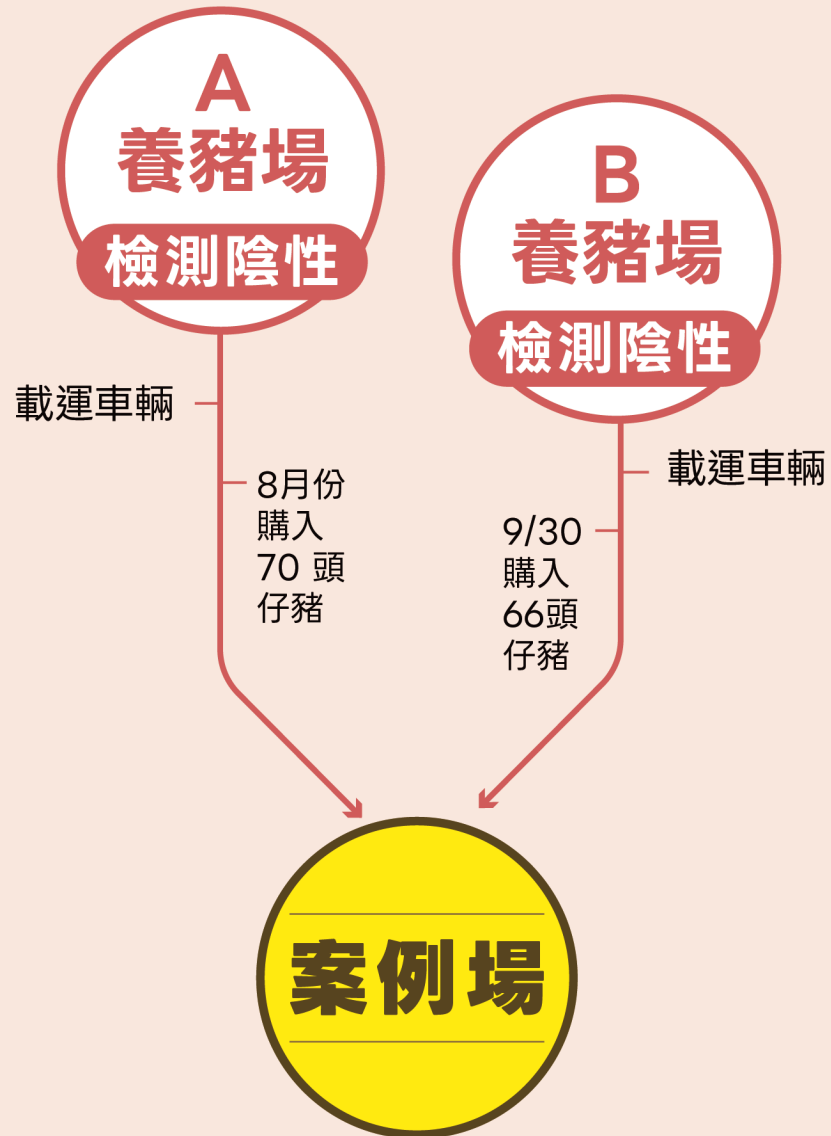 A
養豬場
檢測陰性
載運車輛
8月份
購入
70 頭
仔豬
B
養豬場
檢測陰性
載運車輛
9/30
購入
66頭
仔豬
案例場